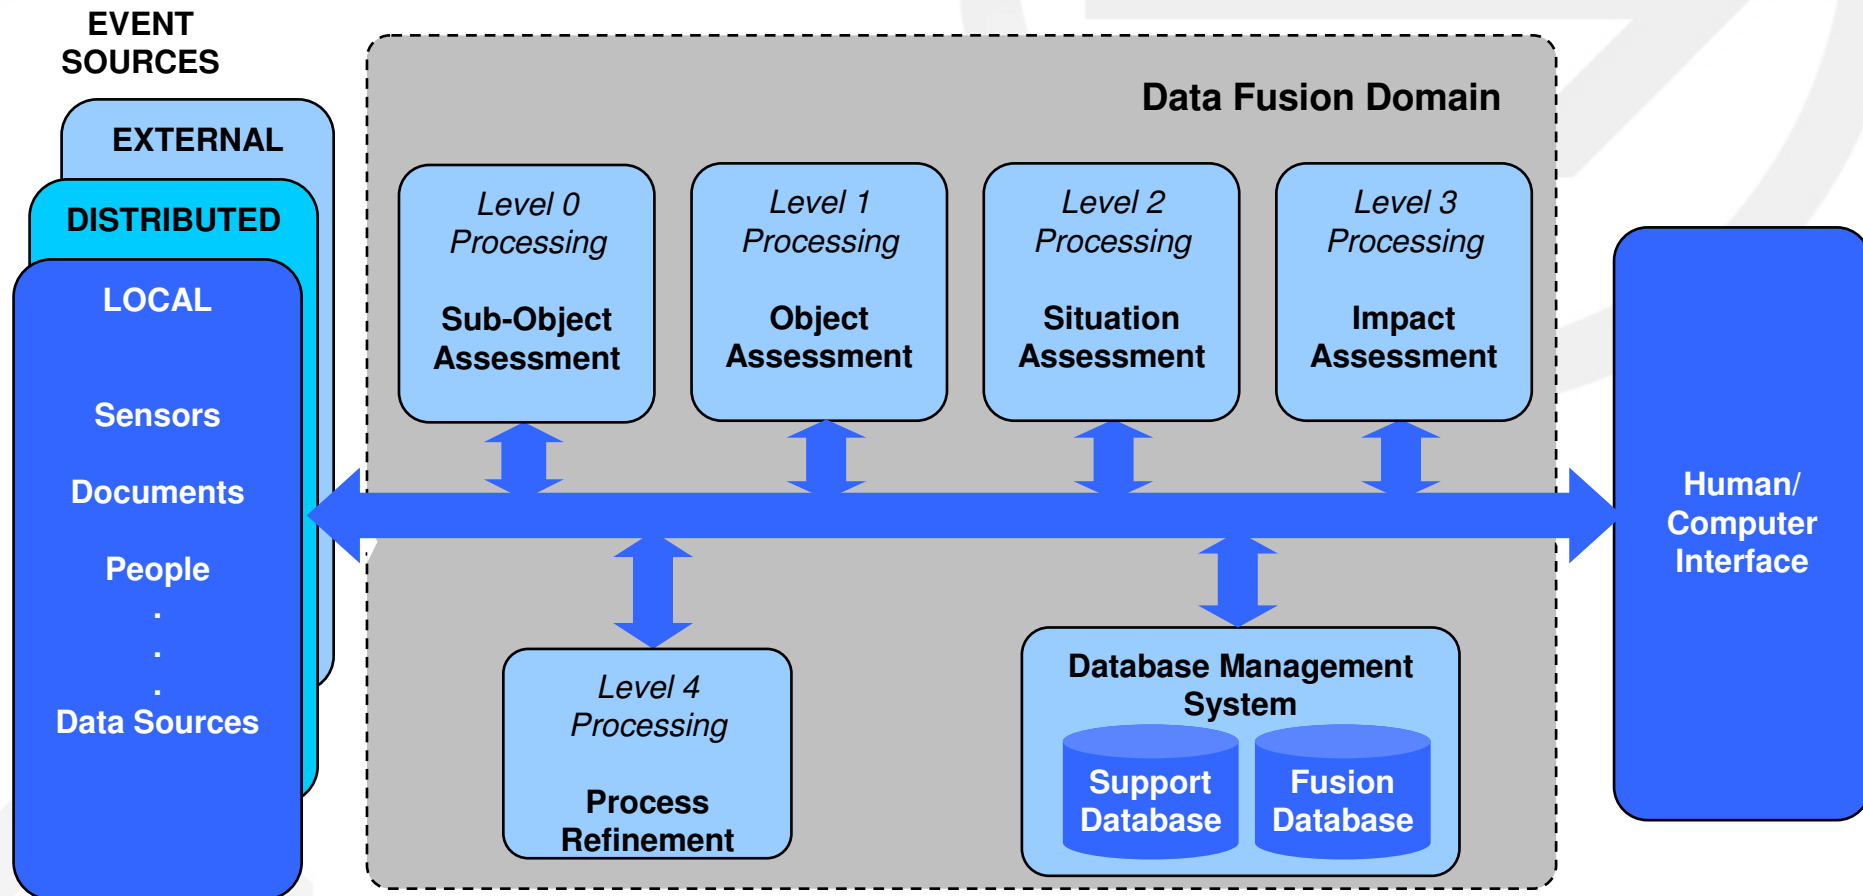 EVENT
SOURCES
EXTERNAL
DISTRIBUTED
LOCAL
Sensors
Documents
People
.
.
.
Data Sources
Data Fusion Domain
Level 0
Processing
Sub-Object
Assessment
Level 1
Processing
Object
Assessment
Level 2
Processing
Situation
Assessment
Level 3
Processing
Impact
Assessment
Level 4
Processing
Process
Refinement
Database Management
System
Support
Database
Fusion
Database
Human/
Computer
Interface